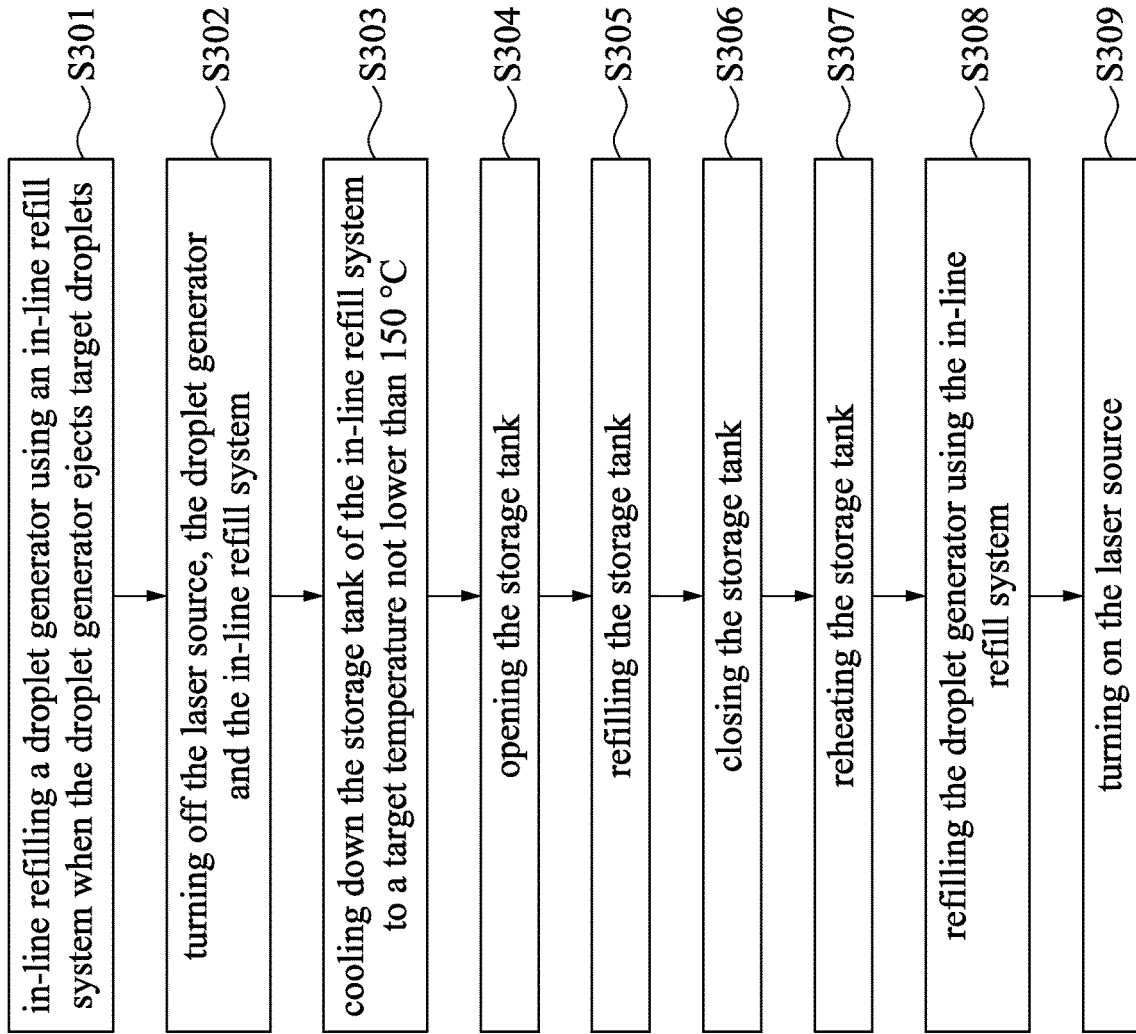 in-line refilling a droplet generator using an in-line refill
system when the droplet generator ejects target droplets
S301
turning off the laser source, the droplet generator
and the in-line refill system
S302
cooling down the storage tank of the in-line refill system
to a target temperature not lower than 150 °C
S303
opening the storage tank
S304
refilling the storage tank
S305
closing the storage tank
S306
reheating the storage tank
S307
refilling the droplet generator using the in-line
refill system
S308
turning on the laser source
S309